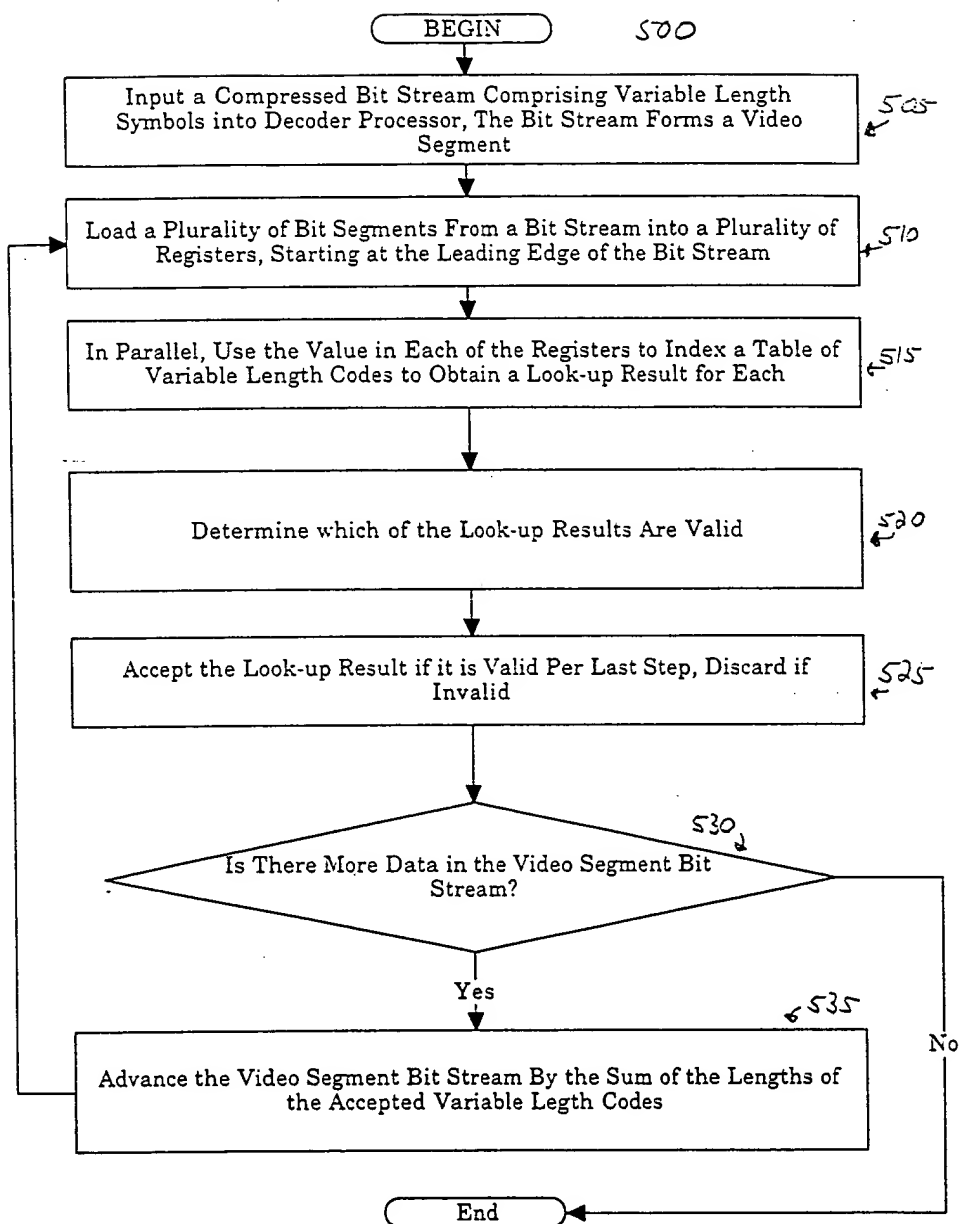 BEGIN 500
Input a Compressed Bit Stream Comprising Variable Length
Symbols into Decoder Processor, The Bit Stream Forms a Video
Segment
505
Load a Plurality of Bit Segments From a Bit Stream into a Plurality of
Registers, Starting at the Leading Edge of the Bit Stream
510
In Parallel, Use the Value in Each of the Registers to Index a Table of
Variable Length Codes to Obtain a Look-up Result for Each
515
Determine which of the Look-up Results Are Valid
520
Accept the Look-up Result if it is Valid Per Last Step, Discard if
Invalid
525
530
Is There More Data in the Video Segment Bit
Stream?
Yes
535
No
Advance the Video Segment Bit Stream By the Sum of the Lengths of
the Accepted Variable Legth Codes
End